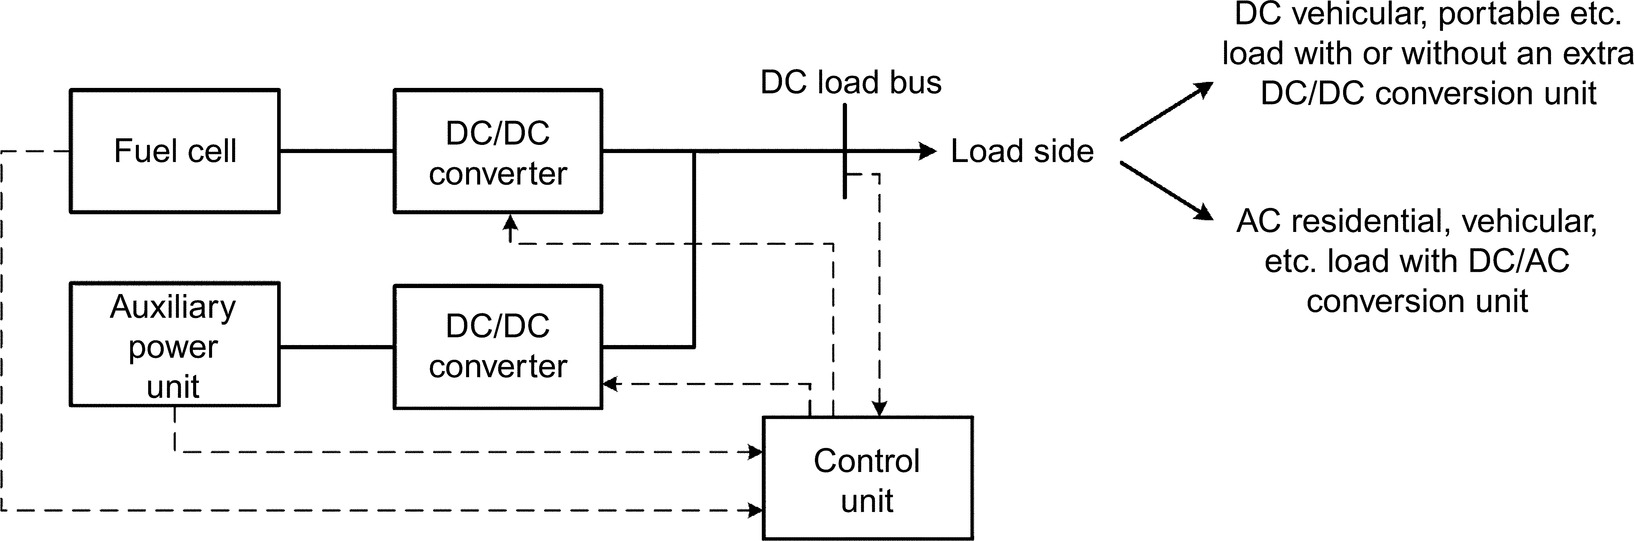 DC vehicular, portable etc.
load with or without an extra
DC/DC conversion unit
DC load bus
Fuel cell
DC/DC
converter
Load side
AC residential, vehicular,
etc. load with DC/AC
conversion unit
Auxiliary
power
unit
DC/DC
converter
Control
unit